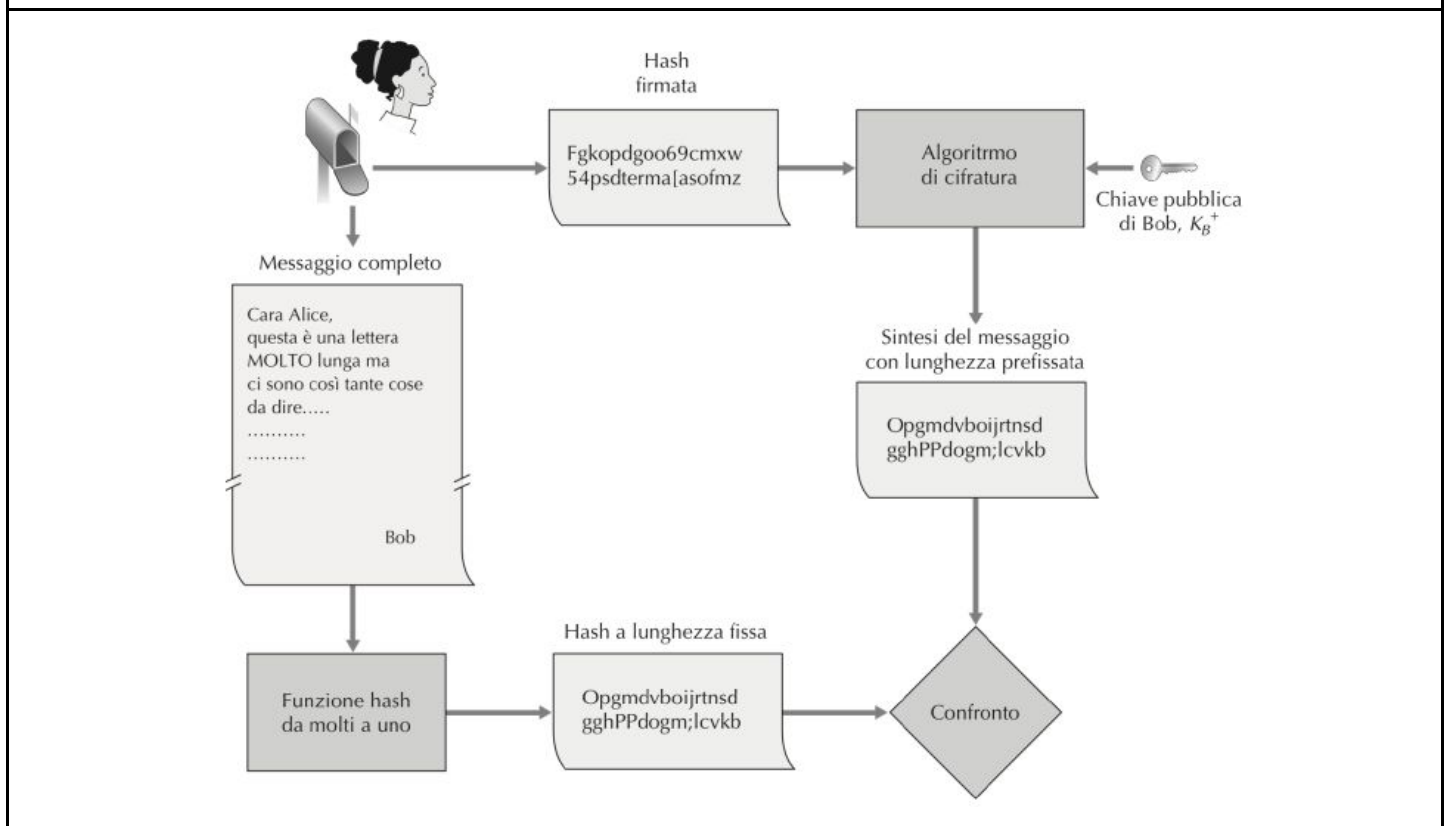 Hash
firmata
Fgkopdgoo69cmxw
54psdterma[asofmz
Algoritrmo
di cifratura
Chiave pubblica
di Bob, K_B^+
Messaggio completo
Cara Alice,
questa è una lettera
MOLTO lunga ma
ci sono così tante cose
da dire.....
..........
..........
Bob
Sintesi del messaggio
con lunghezza prefissata
Opgmdvboijrtnsd
gghPPdogm;lcvkb
Funzione hash
da molti a uno
Hash a lunghezza fissa
Opgmdvboijrtnsd
gghPPdogm;lcvkb
Confronto